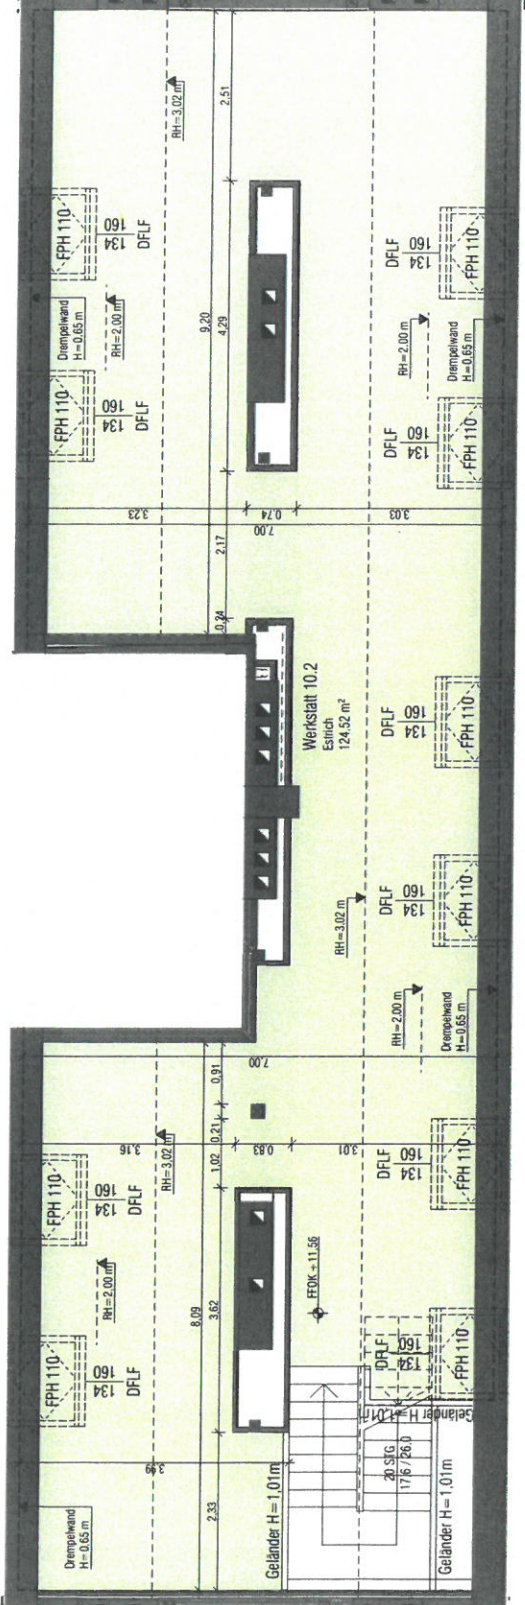 2,51
RH=3,02 m
FPH 110
160
134
DFLF
9,20
4,29
DFLF
160
134
FPH 110
Drempelwand
H=0,65 m
RH=2,00 m
RH=2,00 m
Drempelwand
H=0,65 m
FPH 110
160
134
DFLF
DFLF
160
134
FPH 110
3,23
0,74
7,00
3,03
2,17
0,24
Werkstatt 10.2
Estrich
124.52 m²
DFLF
160
134
FPH 110
DFLF
160
134
FPH 110
RH=3,02 m
RH=2,00 m
Drempelwand
H=0,65 m
7,00
0,91
0,21
1,02
3,16
0,83
3,01
RH=3,02 m
FPH 110
160
134
DFLF
DFLF
160
134
FPH 110
RH=2,00 m
8,09
3,62
FFOK + 11,56
FPH 110
160
134
DFLF
DFLF
160
134
FPH 110
Geländer H=1,01m
3,99
2,33
20 STG
17,6 / 26,0
Drempelwand
H=0,65 m
Geländer H = 1,01m
Geländer H = 1,01m